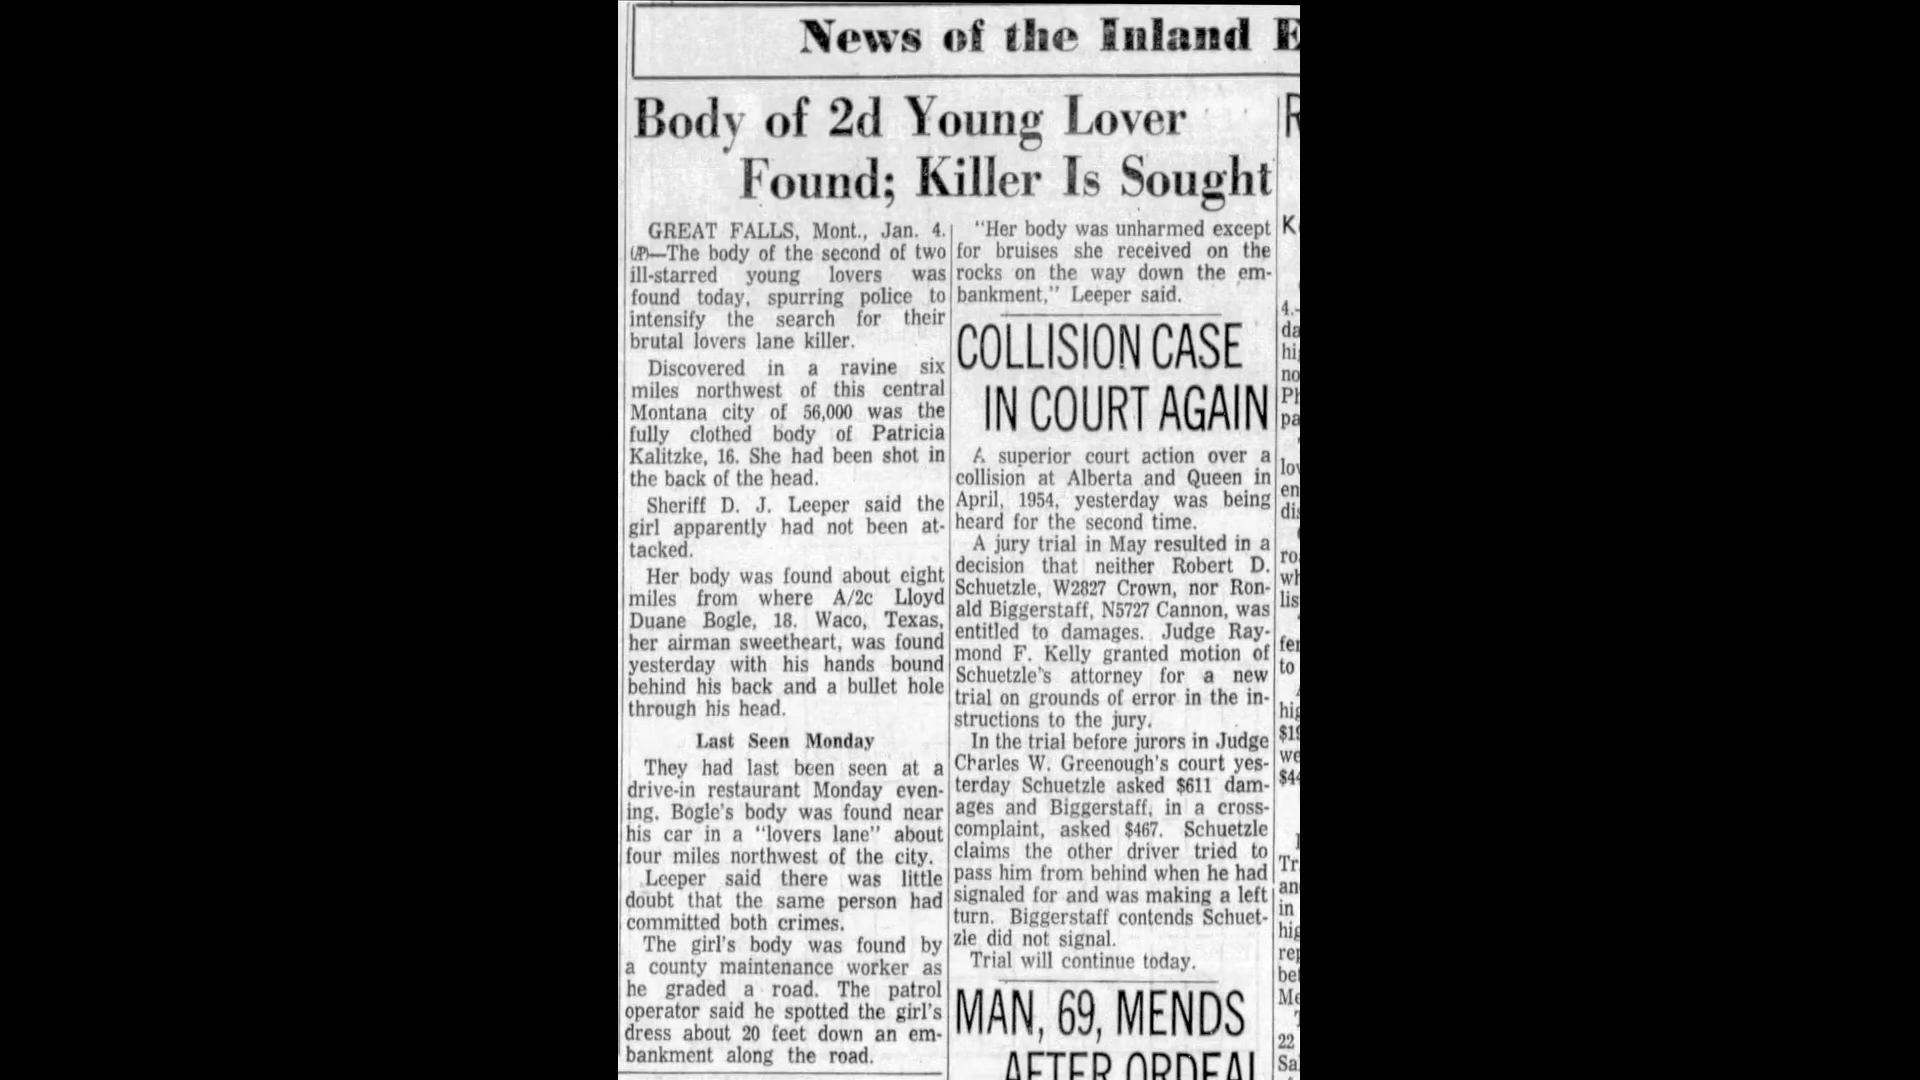 News of the Inland E
Body of 2d Young Lover
Found; Killer Is Sought
GREAT FALLS, Mont., Jan. 4.
(AP)—The body of the second of two
ill-starred young lovers was
found today, spurring police to
intensify the search for their
brutal lovers lane killer.
Discovered in a ravine six
miles northwest of this central
Montana city of 56,000 was the
fully clothed body of Patricia
Kalitzke, 16. She had been shot in
the back of the head.
Sheriff D. J. Leeper said the
girl apparently had not been at-
tacked.
Her body was found about eight
miles from where A/2c Lloyd
Duane Bogle, 18. Waco, Texas,
her airman sweetheart, was found
yesterday with his hands bound
behind his back and a bullet hole
through his head.
Last Seen Monday
They had last been seen at a
drive-in restaurant Monday even-
ing. Bogle's body was found near
his car in a "lovers lane" about
four miles northwest of the city.
Leeper said there was little
doubt that the same person had
committed both crimes.
The girl's body was found by
a county maintenance worker as
he graded a road. The patrol
operator said he spotted the girl's
dress about 20 feet down an em-
bankment along the road.
"Her body was unharmed except
for bruises she received on the
rocks on the way down the em-
bankment," Leeper said.
COLLISION CASE
IN COURT AGAIN
A superior court action over a
collision at Alberta and Queen in
April, 1954, yesterday was being
heard for the second time.
A jury trial in May resulted in a
decision that neither Robert D.
Schuetzle, W2827 Crown, nor Ron-
ald Biggerstaff, N5727 Cannon, was
entitled to damages. Judge Ray-
mond F. Kelly granted motion of
Schuetzle's attorney for a new
trial on grounds of error in the in-
structions to the jury.
In the trial before jurors in Judge
Charles W. Greenough's court yes-
terday Schuetzle asked $611 dam-
ages and Biggerstaff, in a cross-
complaint, asked $467. Schuetzle
claims the other driver tried to
pass him from behind when he had
signaled for and was making a left
turn. Biggerstaff contends Schuet-
zle did not signal.
Trial will continue today.
MAN, 69, MENDS
AFTER ORDEAL